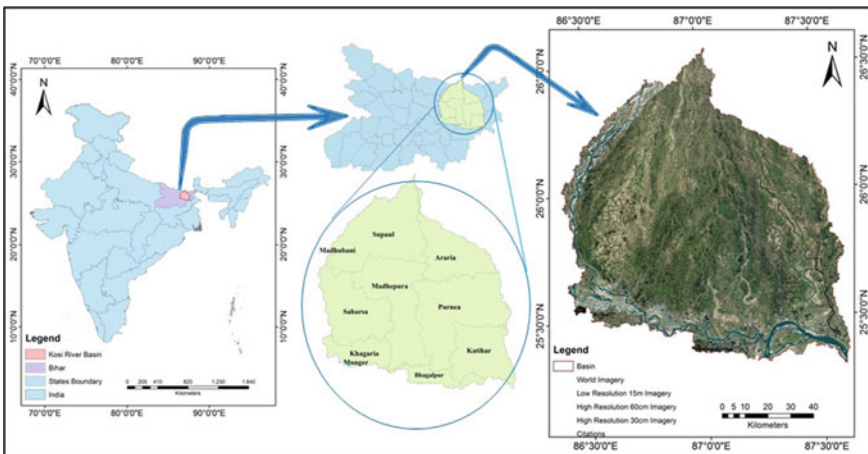 70°0'0"E 80°0'0"E 90°0'0"E
N
40°0'0"N
30°0'0"N
20°0'0"N
10°0'0"N
40°0'0"N
30°0'0"N
20°0'0"N
10°0'0"N
Legend
Kosi River Basin
Bihar
States Boundary
India
0 205 410 820 1,230 1,640
Kilometers
70°0'0"E 80°0'0"E 90°0'0"E
Supaul
Madhubani
Araria
Madhepura
Saharsa
Purnea
Khagaria
Munger
Katihar
Bhagalpur
86°30'0"E 87°0'0"E 87°30'0"E
N
26°30'0"N
26°0'0"N
25°30'0"N
26°30'0"N
26°0'0"N
25°30'0"N
Legend
Basin
World Imagery
Low Resolution 15m Imagery
High Resolution 60cm Imagery
High Resolution 30cm Imagery
Citations
0 5 10 20 30 40
Kilometers
86°30'0"E 87°0'0"E 87°30'0"E